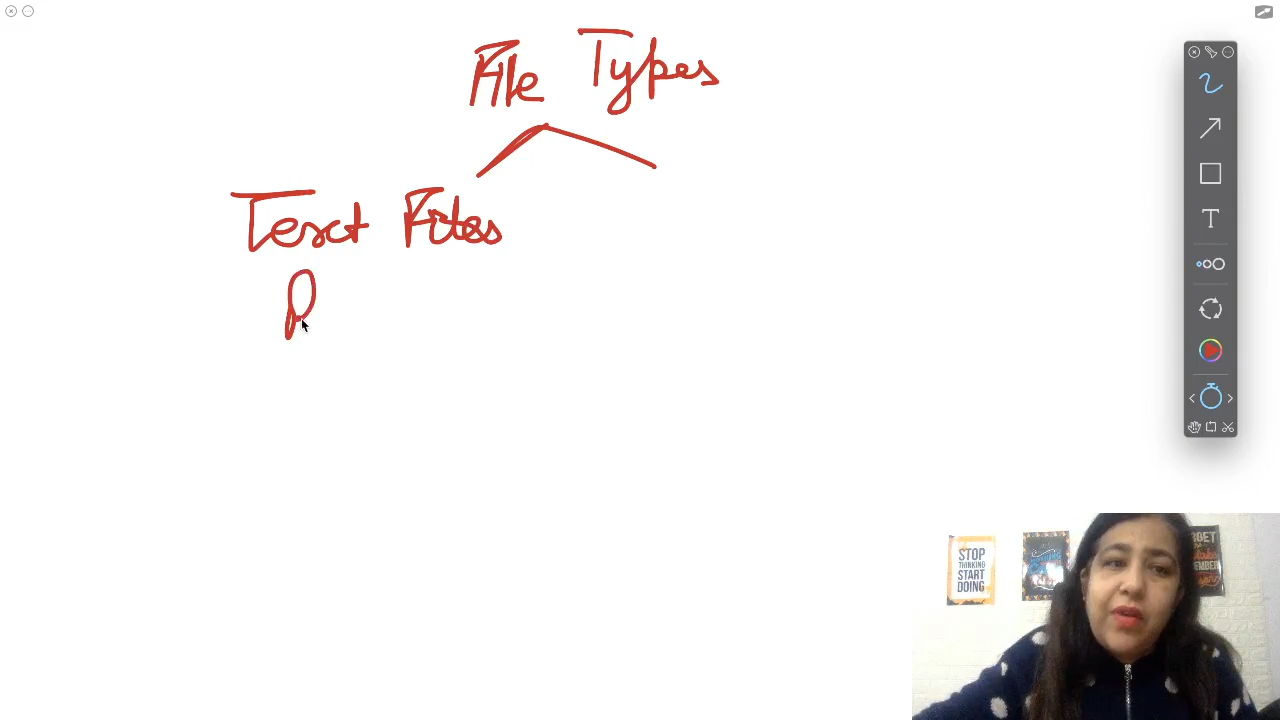 File Types
Text Files
P
STOP
THINKING
START
DOING
T